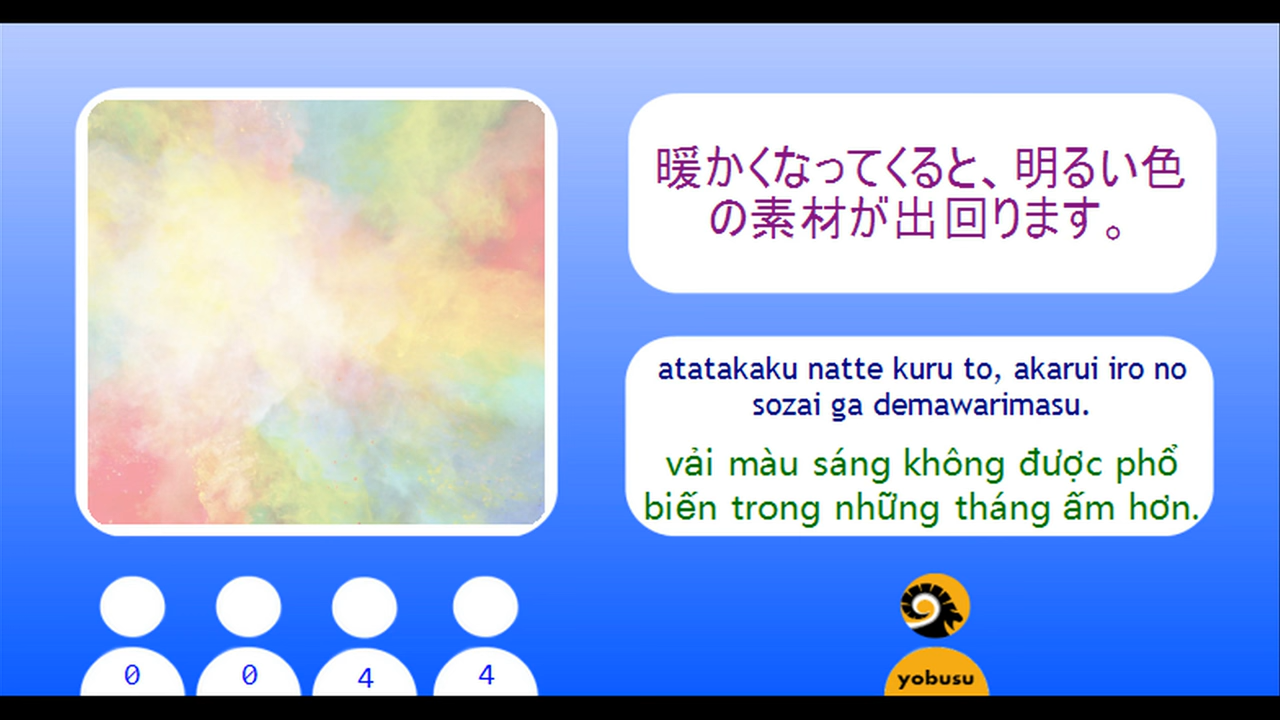 暖かくなってくると、明るい色
の素材が出回ります。
atatakaku natte kuru to, akarui iro no
sozai ga demawarimasu.
vải màu sáng không được phổ
biến trong những tháng ấm hơn.
0 0 4 4
yobusu